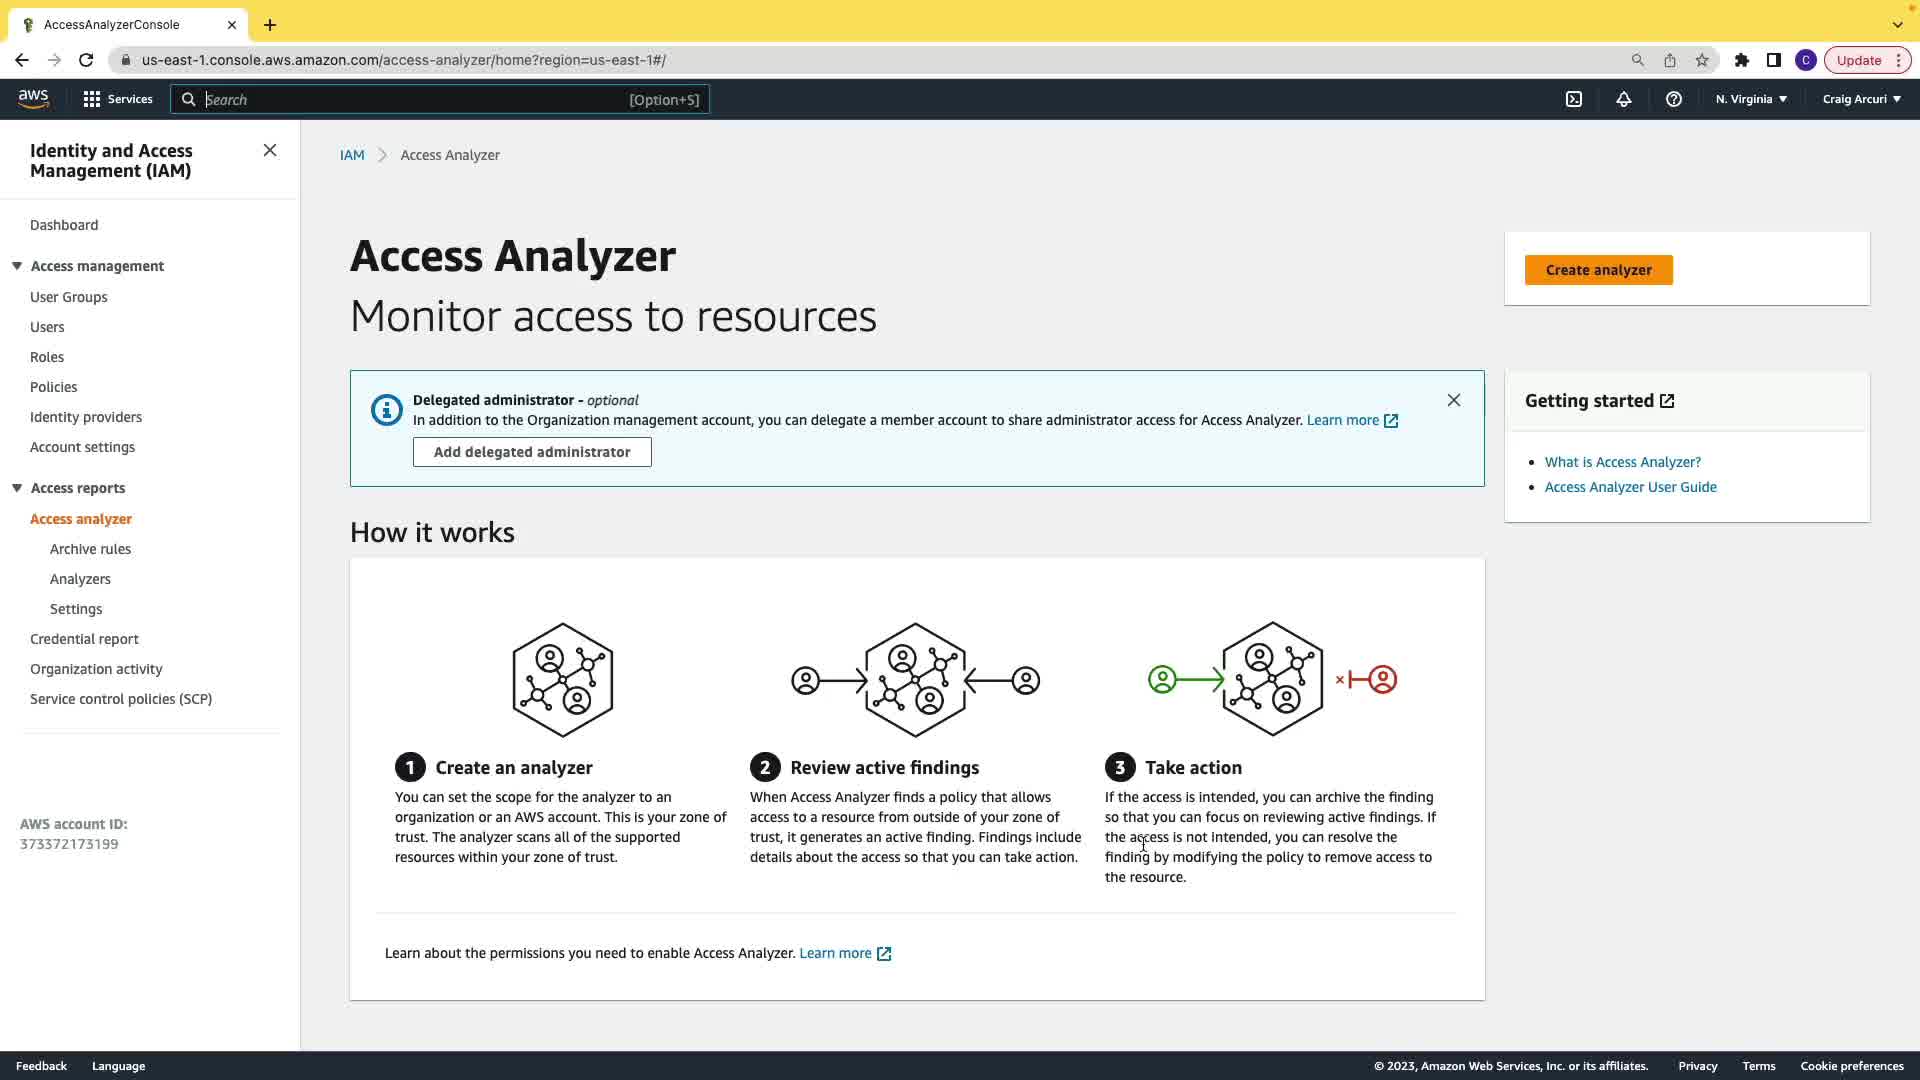 AccessAnalyzerConsole
us-east-1.console.aws.amazon.com/access-analyzer/home?region=us-east-1#/
C
Update
aws
Services
Search
[Option+S]
N. Virginia
Craig Arcuri
Identity and Access
Management (IAM)
Dashboard
Access management
User Groups
Users
Roles
Policies
Identity providers
Account settings
Access reports
Access analyzer
Archive rules
Analyzers
Settings
Credential report
Organization activity
Service control policies (SCP)
AWS account ID:
373372173199
IAM
Access Analyzer
Access Analyzer
Monitor access to resources
Create analyzer
Delegated administrator - optional
In addition to the Organization management account, you can delegate a member account to share administrator access for Access Analyzer. Learn more
Add delegated administrator
Getting started
What is Access Analyzer?
Access Analyzer User Guide
How it works
1 Create an analyzer
You can set the scope for the analyzer to an
organization or an AWS account. This is your zone of
trust. The analyzer scans all of the supported
resources within your zone of trust.
2 Review active findings
When Access Analyzer finds a policy that allows
access to a resource from outside of your zone of
trust, it generates an active finding. Findings include
details about the access so that you can take action.
3 Take action
If the access is intended, you can archive the finding
so that you can focus on reviewing active findings. If
the access is not intended, you can resolve the
finding by modifying the policy to remove access to
the resource.
Learn about the permissions you need to enable Access Analyzer. Learn more
Feedback
Language
© 2023, Amazon Web Services, Inc. or its affiliates.
Privacy
Terms
Cookie preferences